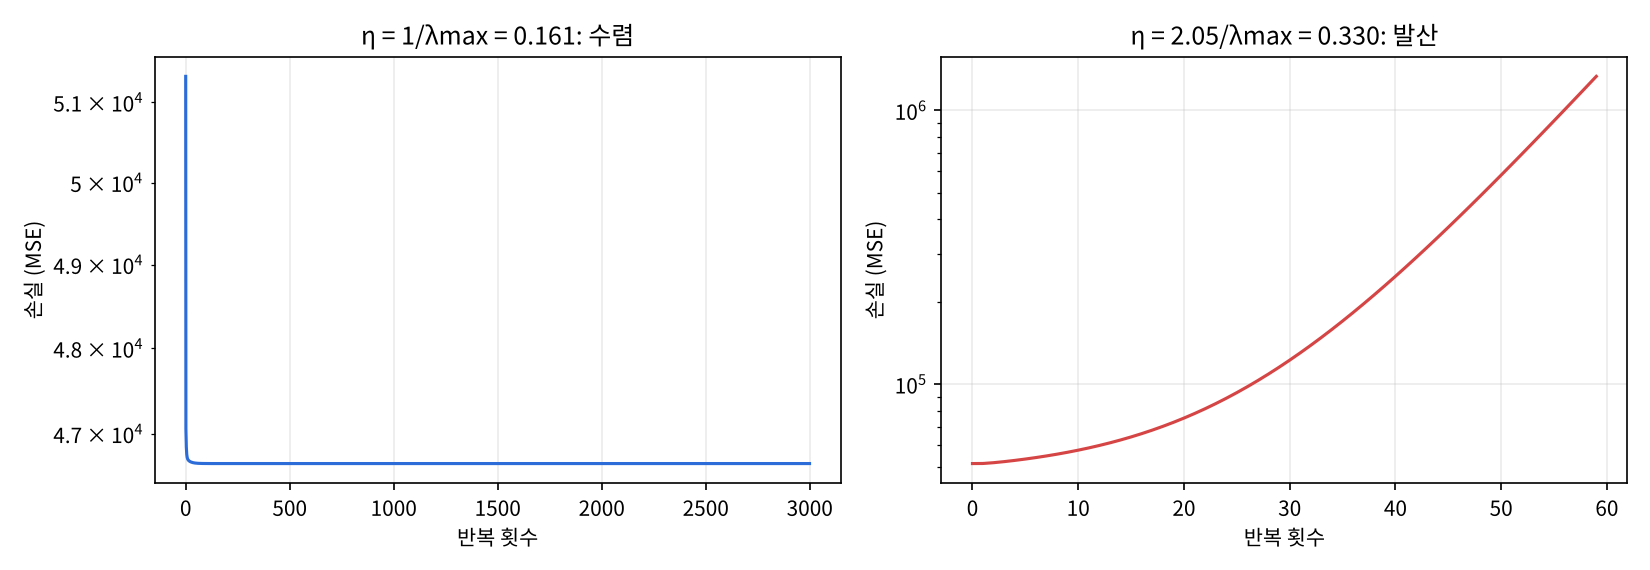 η = 1/λmax = 0.161: 수렴
5.1 × 10⁴
5 × 10⁴
4.9 × 10⁴
4.8 × 10⁴
4.7 × 10⁴
손실 (MSE)
0 500 1000 1500 2000 2500 3000
반복 횟수
η = 2.05/λmax = 0.330: 발산
10⁶
10⁵
손실 (MSE)
0 10 20 30 40 50 60
반복 횟수